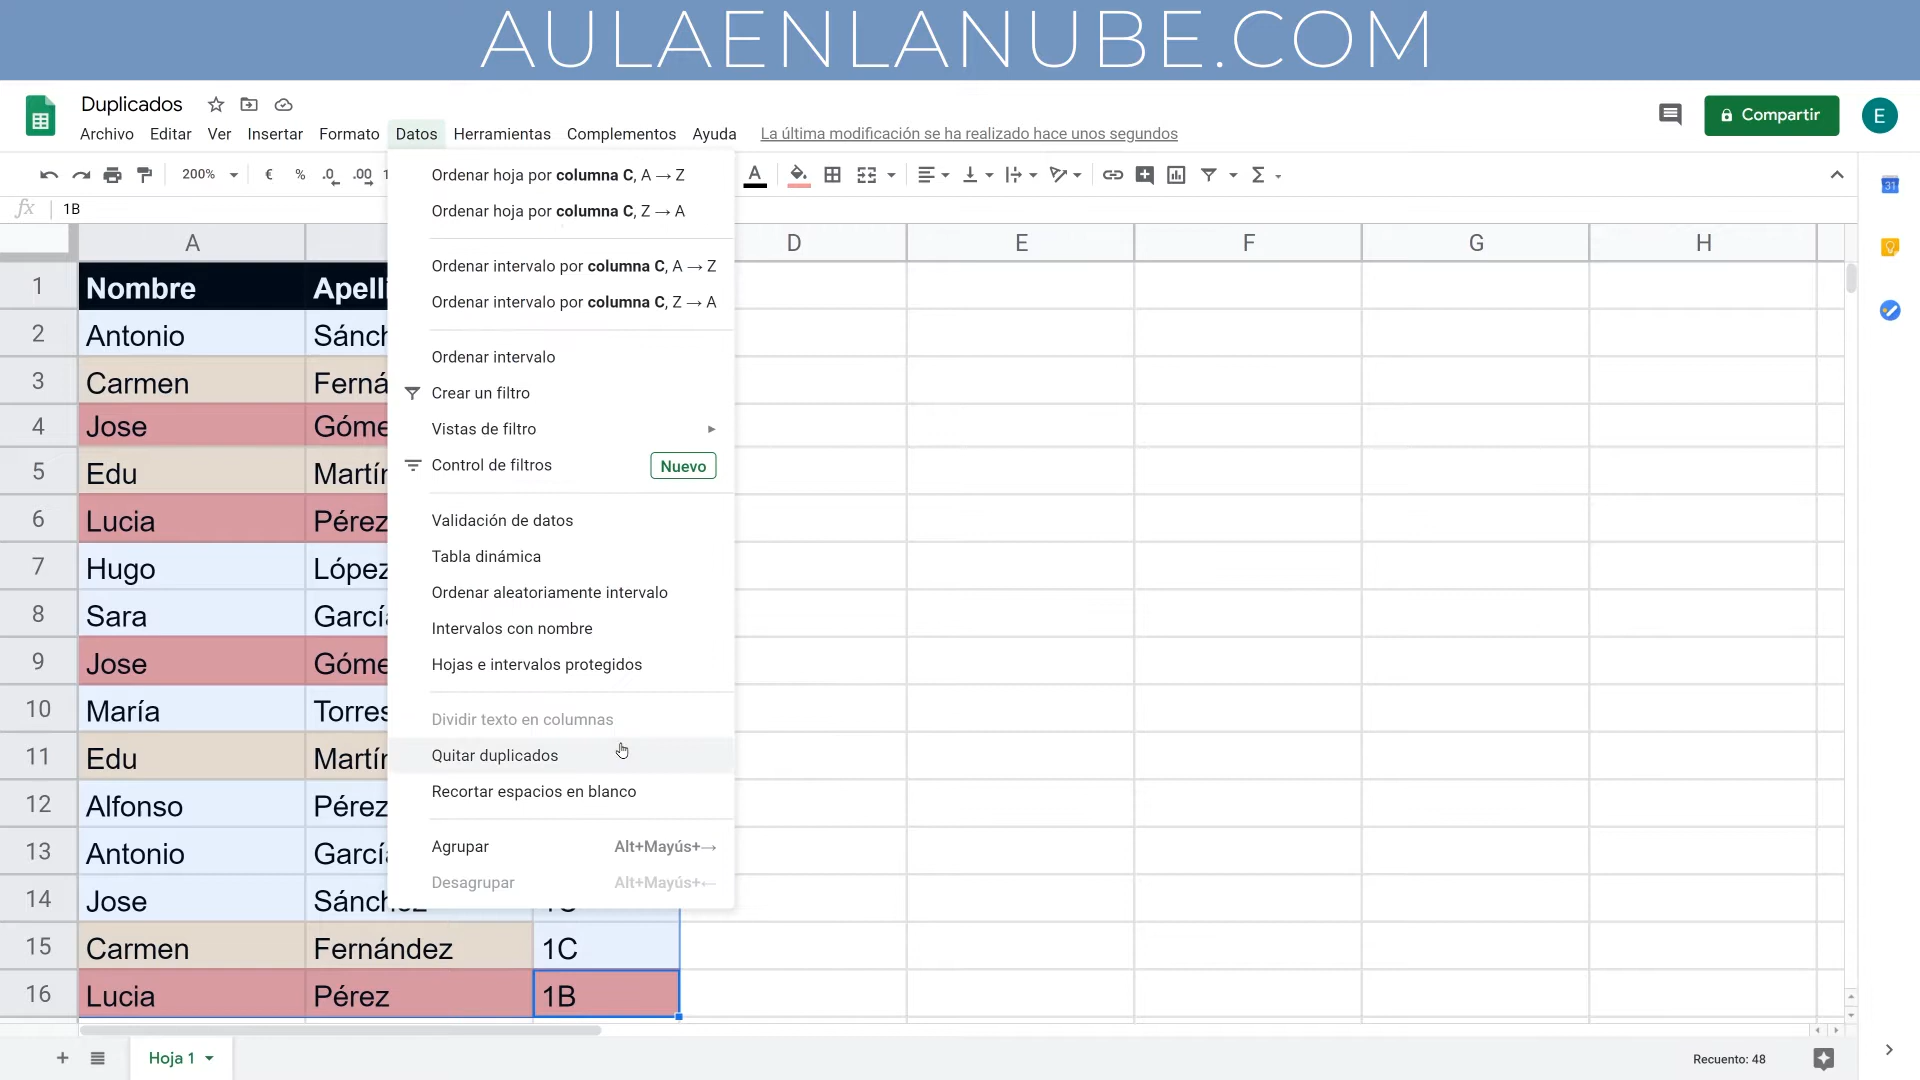 AULAENLANUBE.COM
Duplicados
Archivo Editar Ver Insertar Formato Datos Herramientas Complementos Ayuda La última modificación se ha realizado hace unos segundos
Compartir
E
200% € % .0 .00 1 A Σ
31
fx 1B
A D E F G H
Ordenar hoja por columna C, A → Z
Ordenar hoja por columna C, Z → A
Ordenar intervalo por columna C, A → Z
Ordenar intervalo por columna C, Z → A
Ordenar intervalo
Crear un filtro
Vistas de filtro
Control de filtros Nuevo
Validación de datos
Tabla dinámica
Ordenar aleatoriamente intervalo
Intervalos con nombre
Hojas e intervalos protegidos
Dividir texto en columnas
Quitar duplicados
Recortar espacios en blanco
Agrupar Alt+Mayús+→
Desagrupar Alt+Mayús+←
1 Nombre Apelli
2 Antonio Sánch
3 Carmen Ferná
4 Jose Góme
5 Edu Martín
6 Lucia Pérez
7 Hugo López
8 Sara Garcí
9 Jose Góme
10 María Torres
11 Edu Martín
12 Alfonso Pérez
13 Antonio Garcí
14 Jose Sánchez
15 Carmen Fernández 1C
16 Lucia Pérez 1B
+ Hoja 1
Recuento: 48